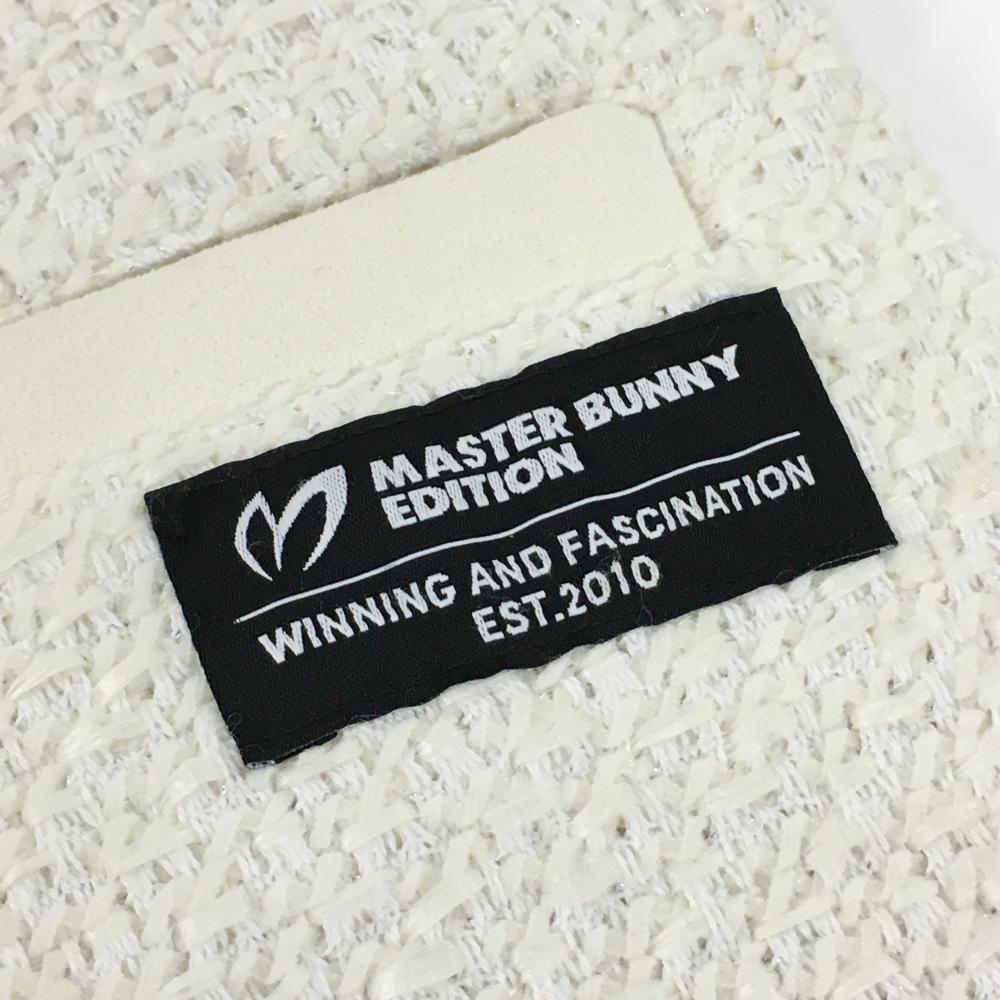 MASTER BUNNY
EDITION
WINNING AND FASCINATION
EST.2010